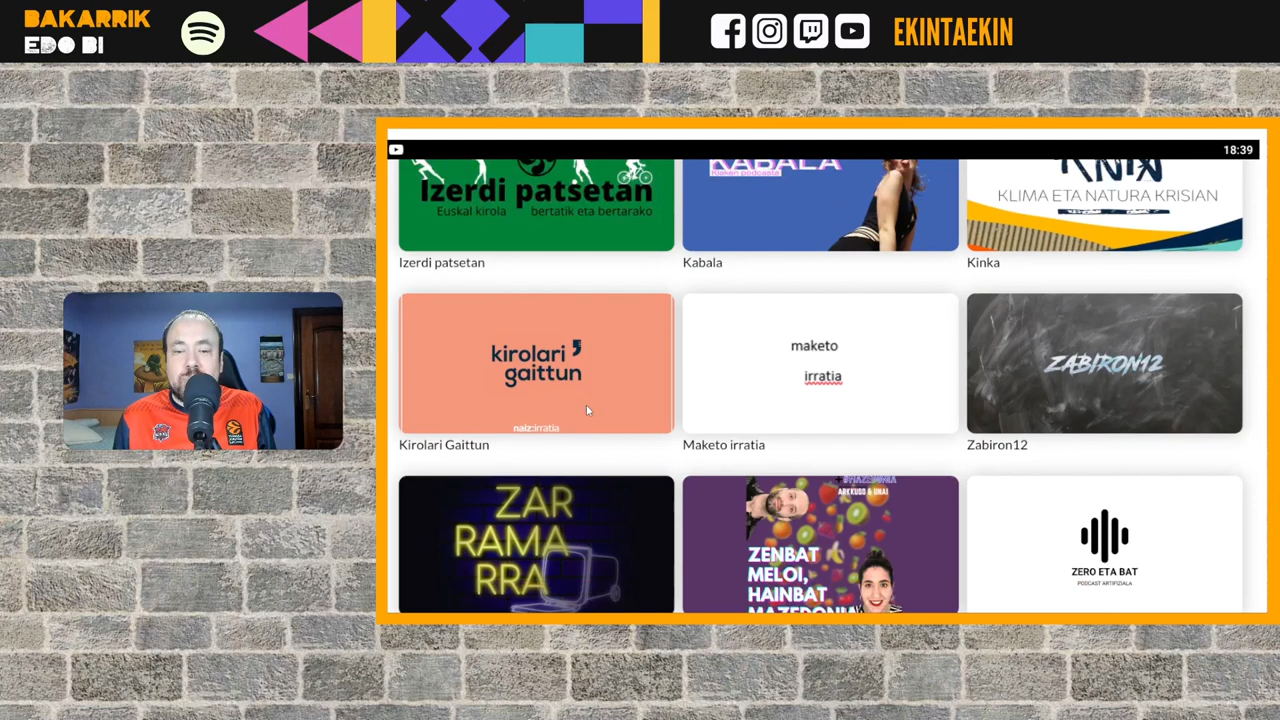 BAKARRIK
EDO BI
EKINTAEKIN
18:39
Izerdi patsetan
Euskal kirola bertatik eta bertarako
KABALA
Kiaken podcasta
KLIMA ETA NATURA KRISIAN
Izerdi patsetan
Kabala
Kinka
kirolari
gaittun
naiz:irratia
maketo
irratia
ZABIRON12
Kirolari Gaittun
Maketo irratia
Zabiron12
ZAR
RAMA
RRA
ARKKUSO & UNAI
ZENBAT
MELOI,
HAINBAT
MAZEDONIA
ZERO ETA BAT
PODCAST ARTIFIZIALA